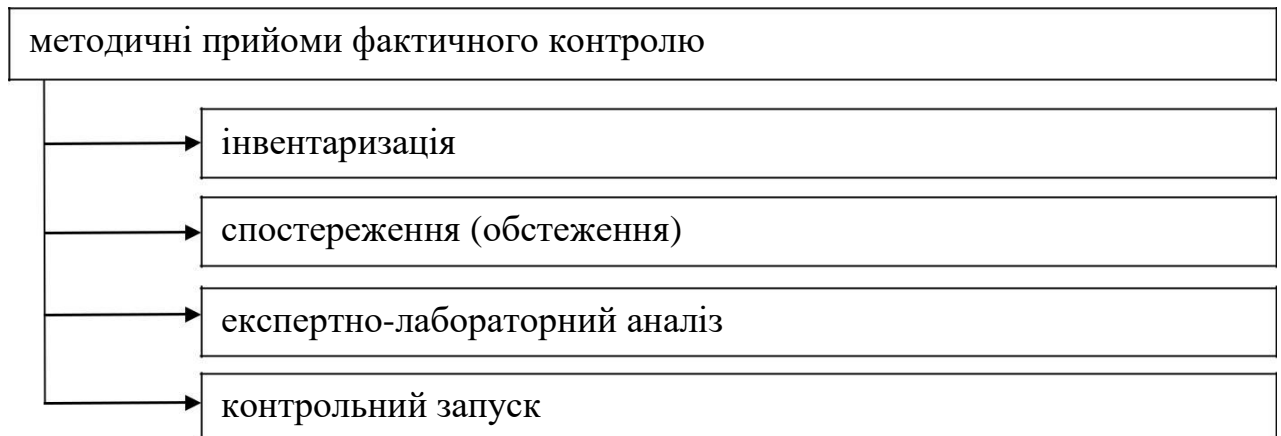 методичні прийоми фактичного контролю
інвентаризація
спостереження (обстеження)
експертно-лабораторний аналіз
контрольний запуск